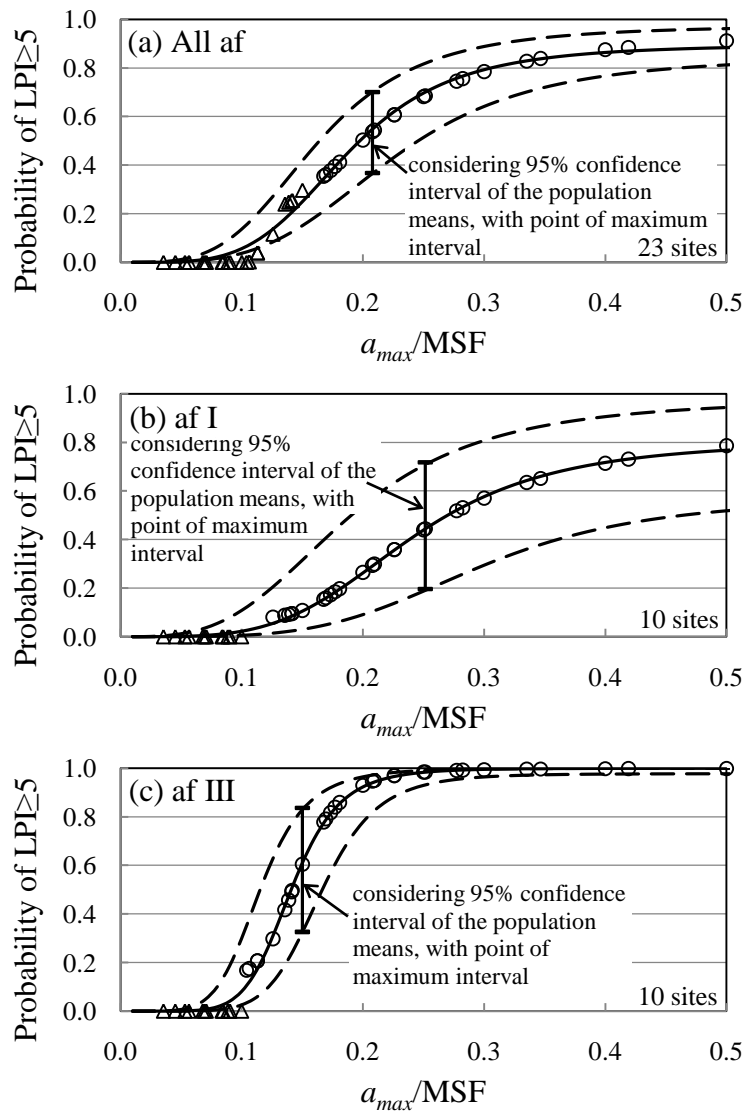 (a) All af
Probability of LPI≥5
1.0
0.8
0.6
0.4
0.2
0.0
considering 95% confidence
interval of the population
means, with point of maximum
interval
23 sites
0.0 0.1 0.2 0.3 0.4 0.5
amax/MSF
(b) af I
Probability of LPI≥5
1.0
0.8
0.6
0.4
0.2
0.0
considering 95%
confidence interval of the
population means, with
point of maximum
interval
10 sites
0.0 0.1 0.2 0.3 0.4 0.5
amax/MSF
(c) af III
Probability of LPI≥5
1.0
0.8
0.6
0.4
0.2
0.0
considering 95% confidence
interval of the population
means, with point of
maximum interval
10 sites
0.0 0.1 0.2 0.3 0.4 0.5
amax/MSF